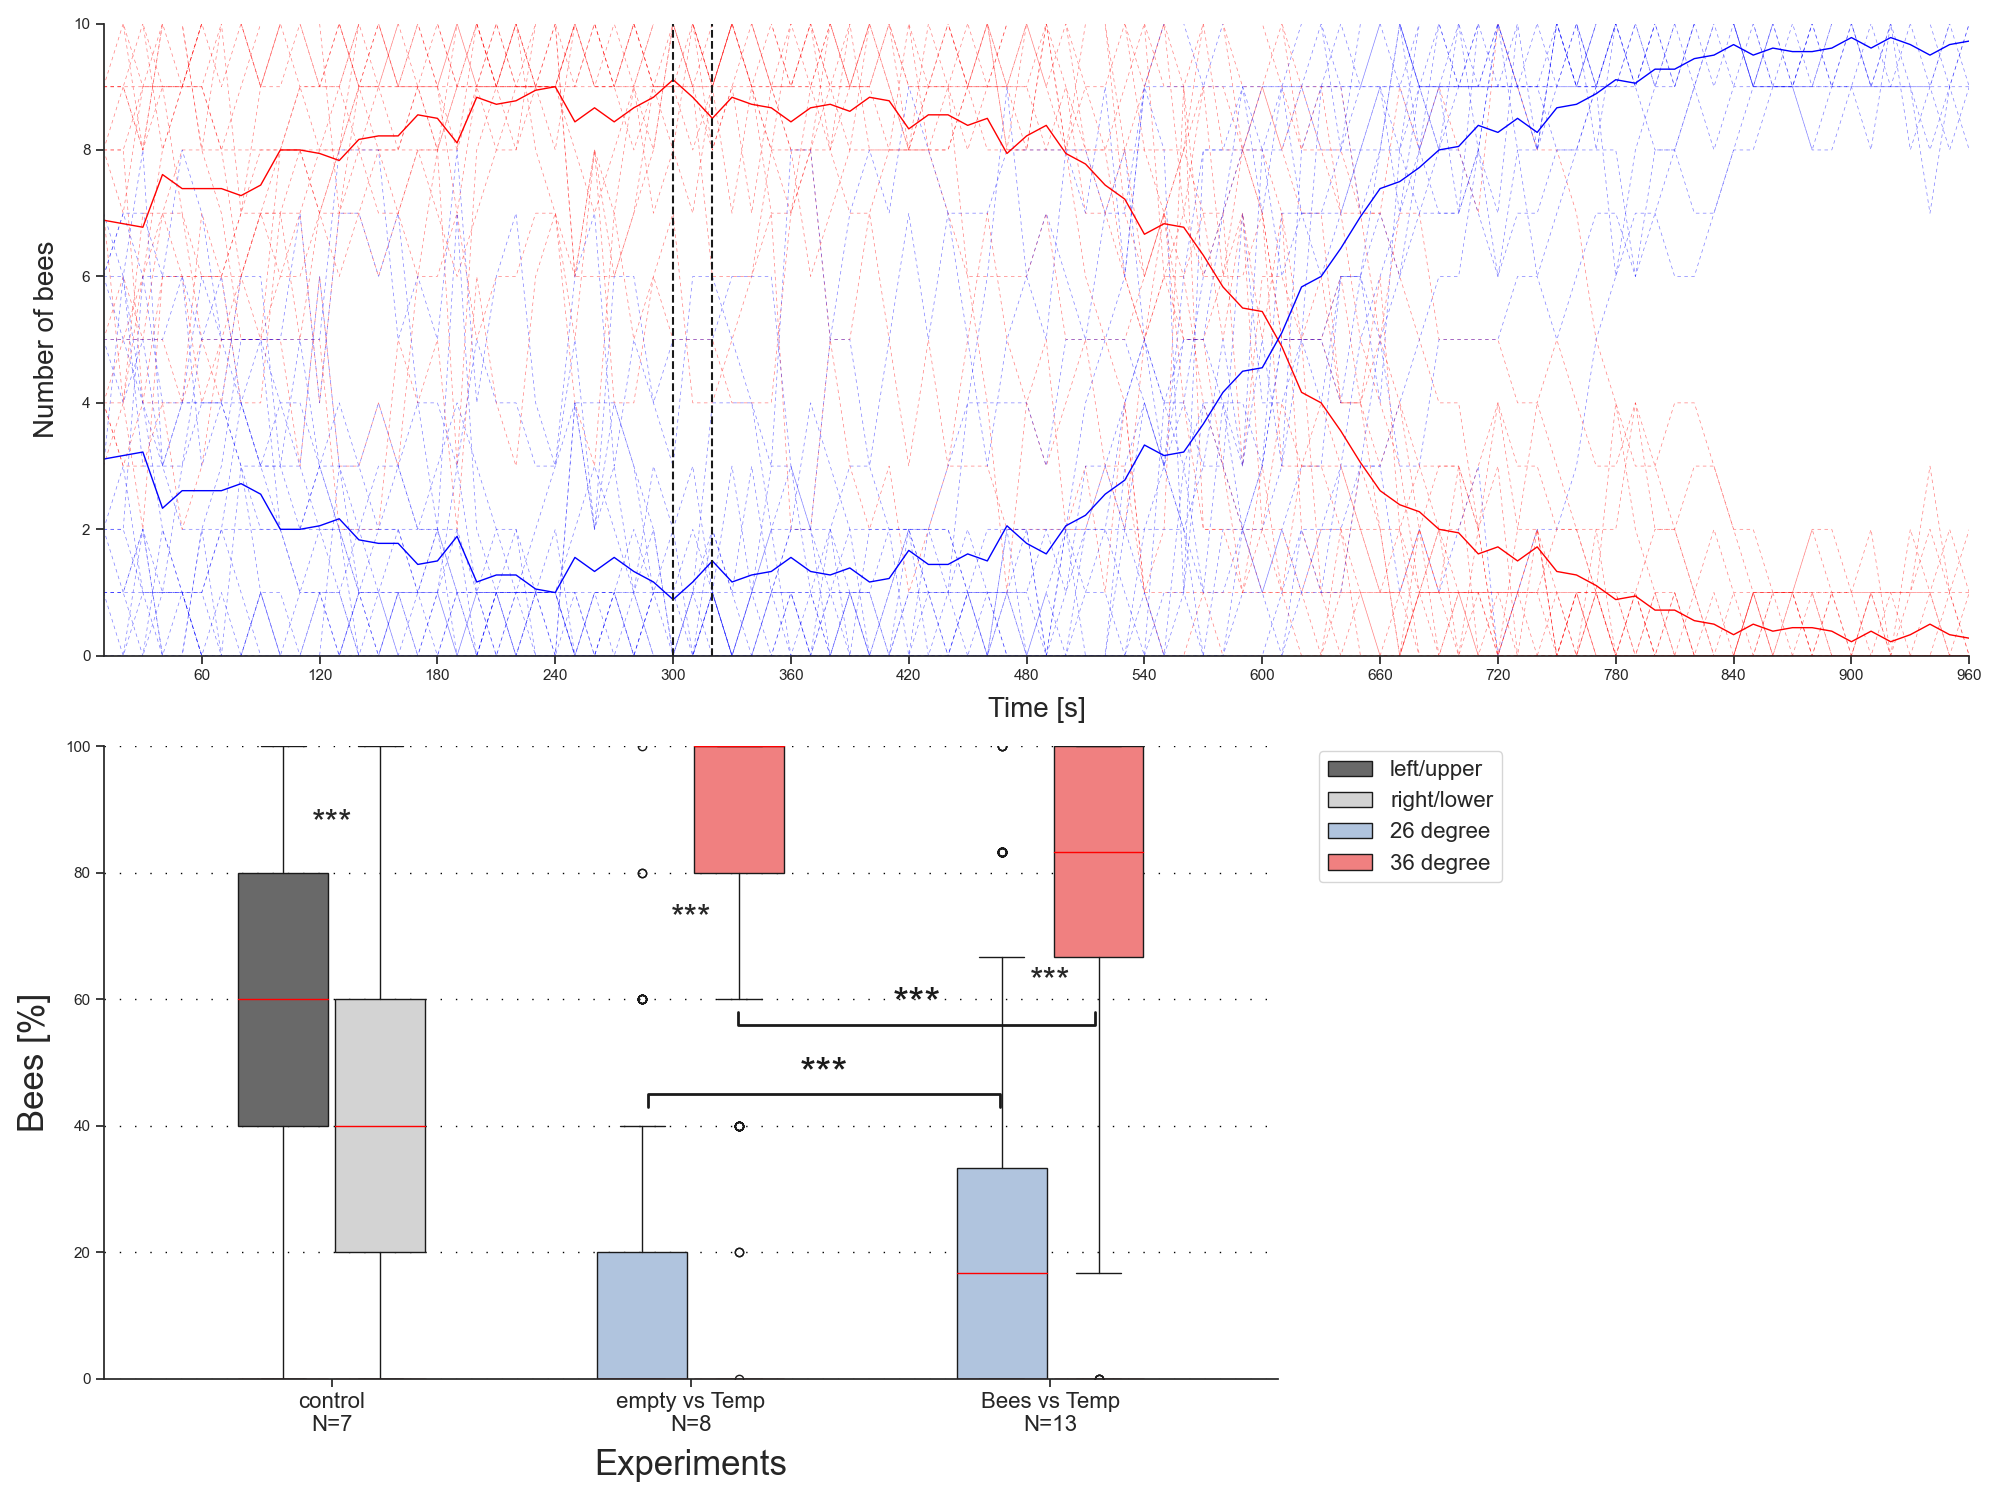 10
8
6
4
2
0
Number of bees
60 120 180 240 300 360 420 480 540 600 660 720 780 840 900 960
Time [s]
100
80
60
40
20
0
Bees [%]
***
***
***
***
***
left/upper
right/lower
26 degree
36 degree
control empty vs Temp Bees vs Temp
N=7 N=8 N=13
Experiments